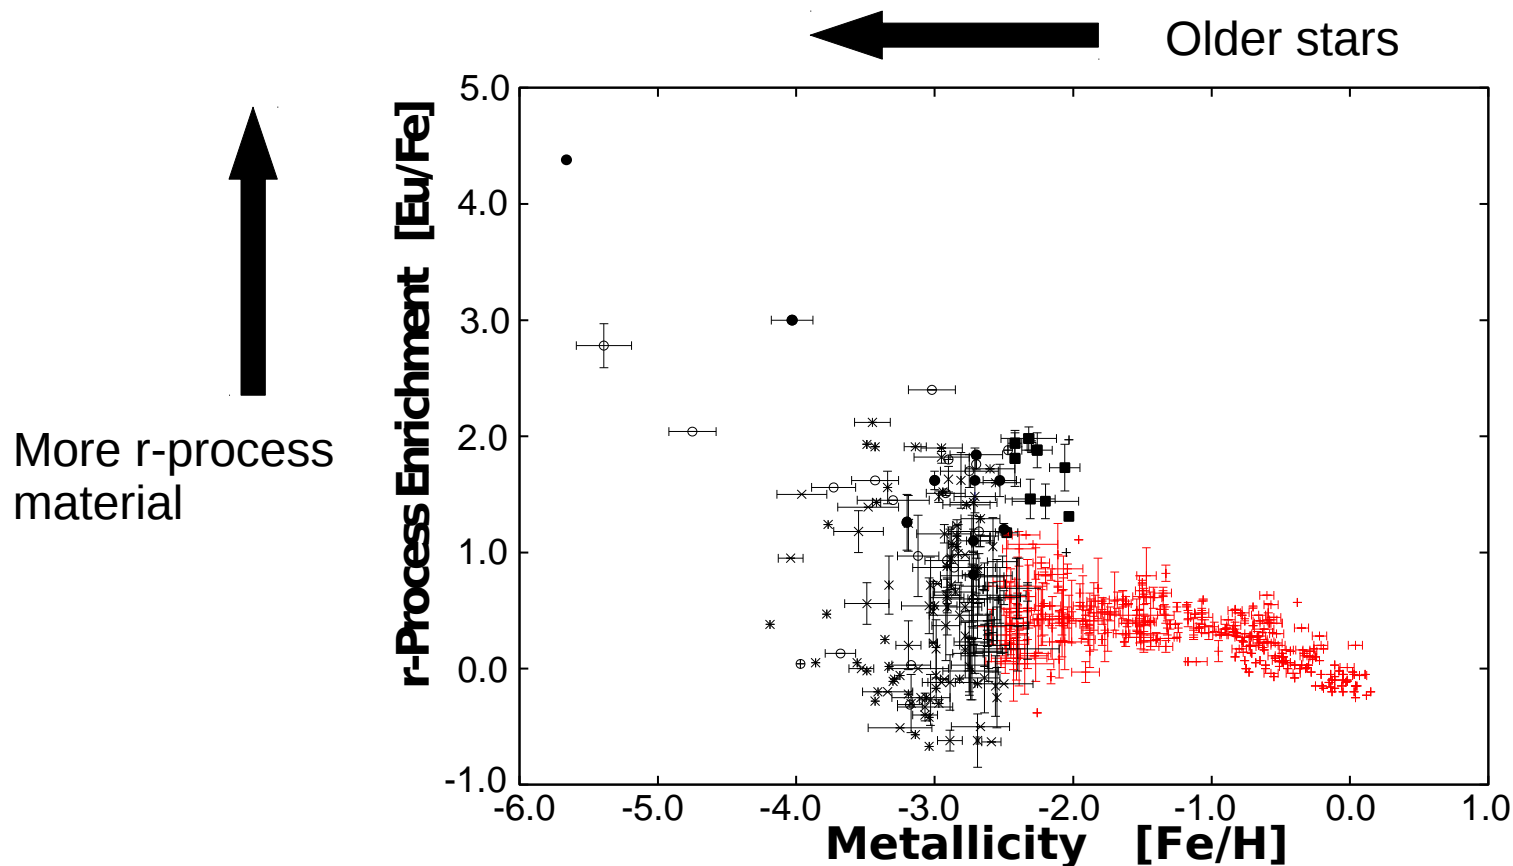 Older stars
5.0
4.0
3.0
2.0
1.0
0.0
-1.0
r-Process Enrichment [Eu/Fe]
More r-process
material
-6.0 -5.0 -4.0 -3.0 -2.0 -1.0 0.0 1.0
Metallicity [Fe/H]